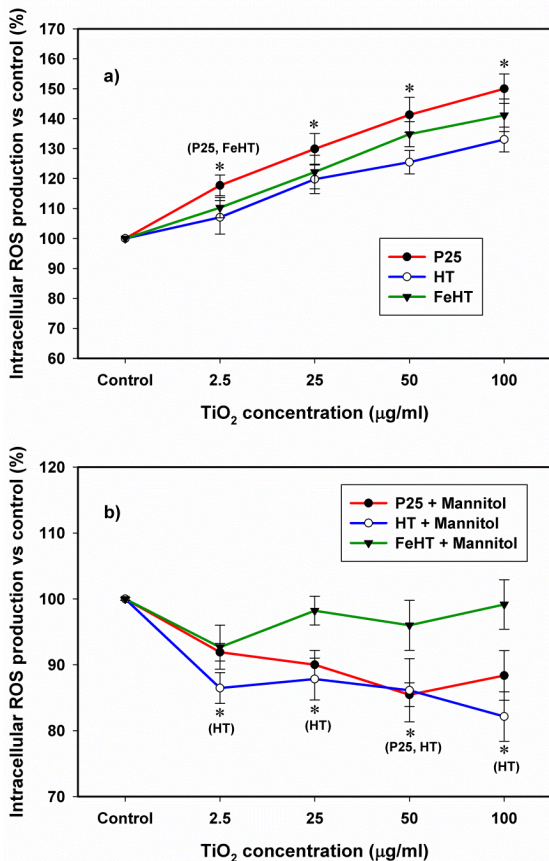 Intracellular ROS production vs control (%)
170
160
150
140
130
120
110
100
90
80
70
60
a)
(P25, FeHT)
*
*
*
*
P25
HT
FeHT
Control
2.5
25
50
100
TiO₂ concentration (μg/ml)
Intracellular ROS production vs control (%)
120
110
100
90
80
70
b)
P25 + Mannitol
HT + Mannitol
FeHT + Mannitol
*
(HT)
*
(HT)
*
(P25, HT)
*
(HT)
Control
2.5
25
50
100
TiO₂ concentration (μg/ml)